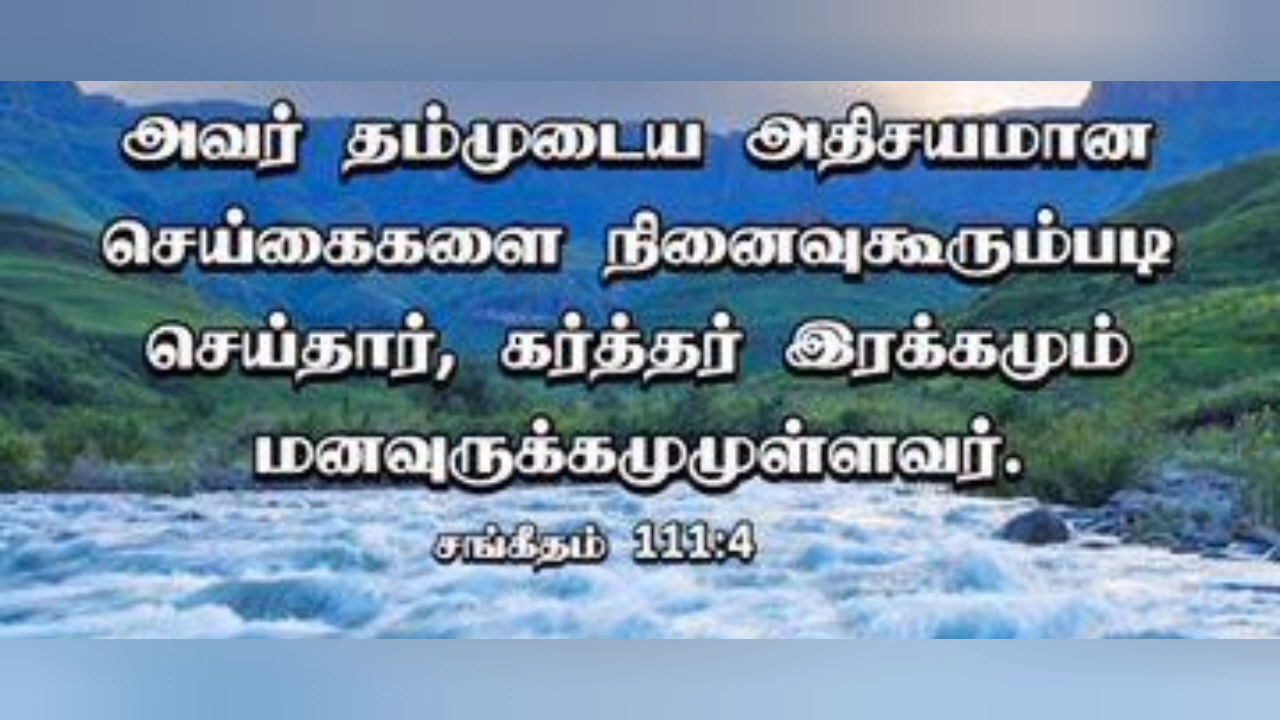 அவர் தம்முடைய அதிசயமான
செய்கைகளை நினைவுகூரும்படி
செய்தார், கர்த்தர் இரக்கமும்
மனவுருக்கமுமுள்ளவர்.
சங்கீதம் 111:4